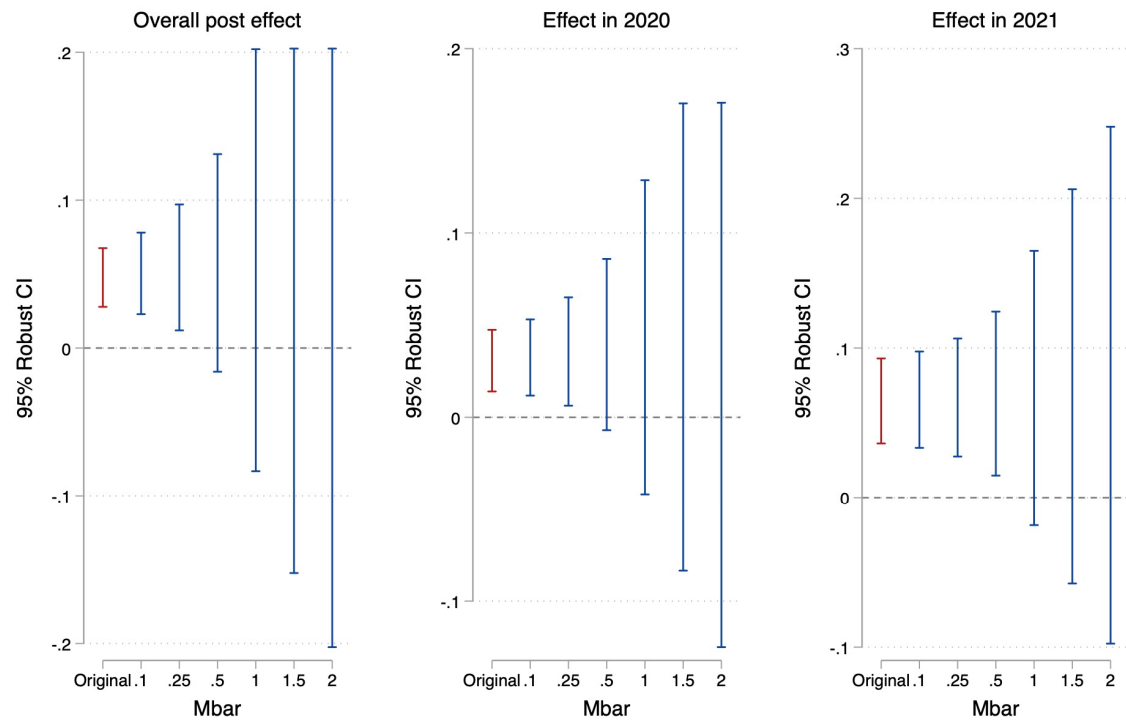 Overall post effect
95% Robust CI
.2
.1
0
-.1
-.2
Original .1 .25 .5 1 1.5 2
Mbar
Effect in 2020
95% Robust CI
.2
.1
0
-.1
Original .1 .25 .5 1 1.5 2
Mbar
Effect in 2021
95% Robust CI
.3
.2
.1
0
-.1
Original .1 .25 .5 1 1.5 2
Mbar